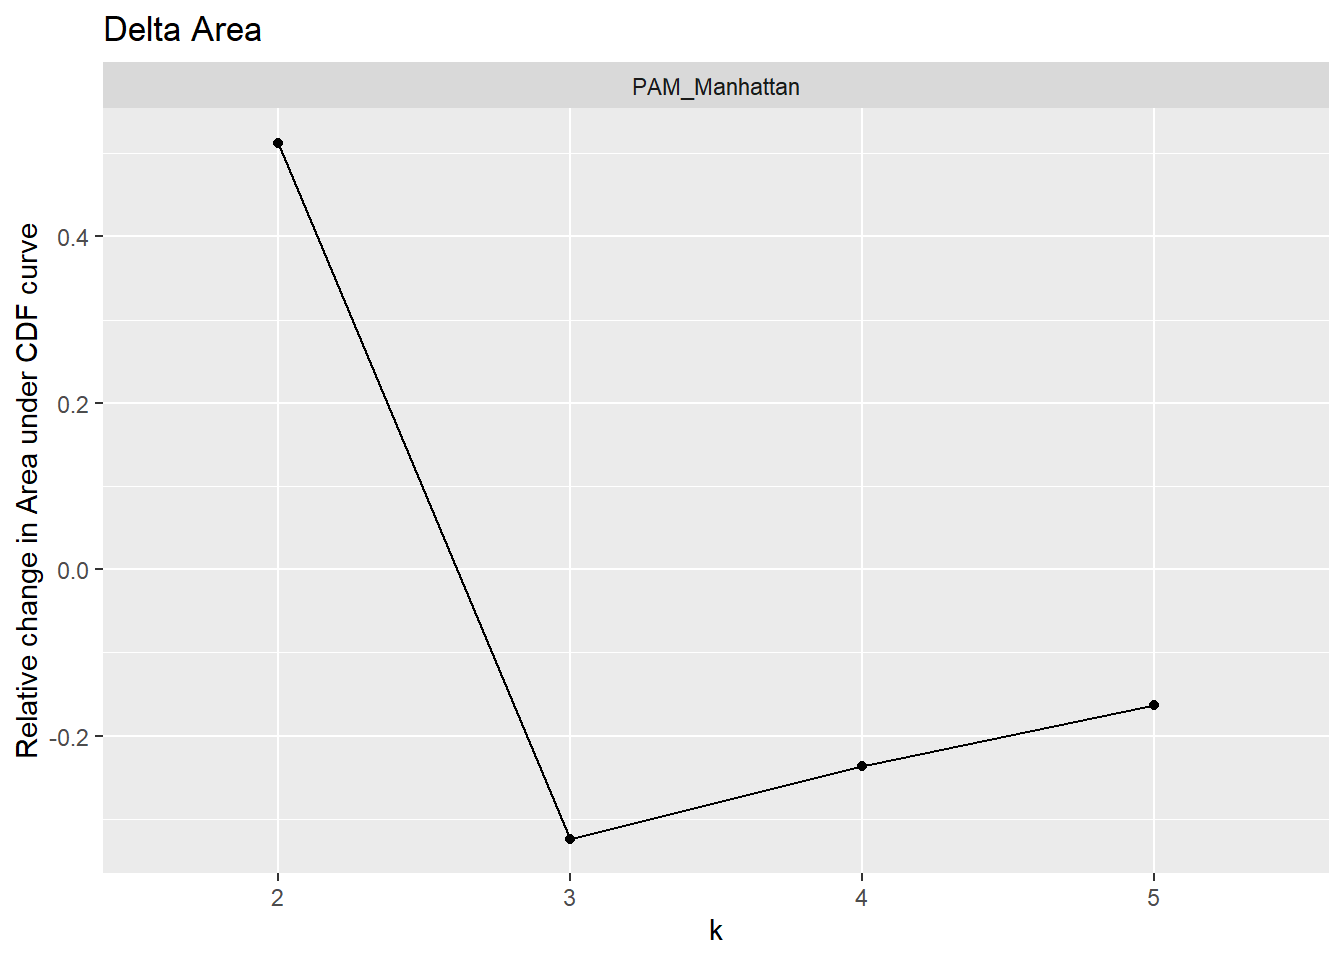 Delta Area
PAM_Manhattan
Relative change in Area under CDF curve
0.4
0.2
0.0
-0.2
2 3 4 5
k